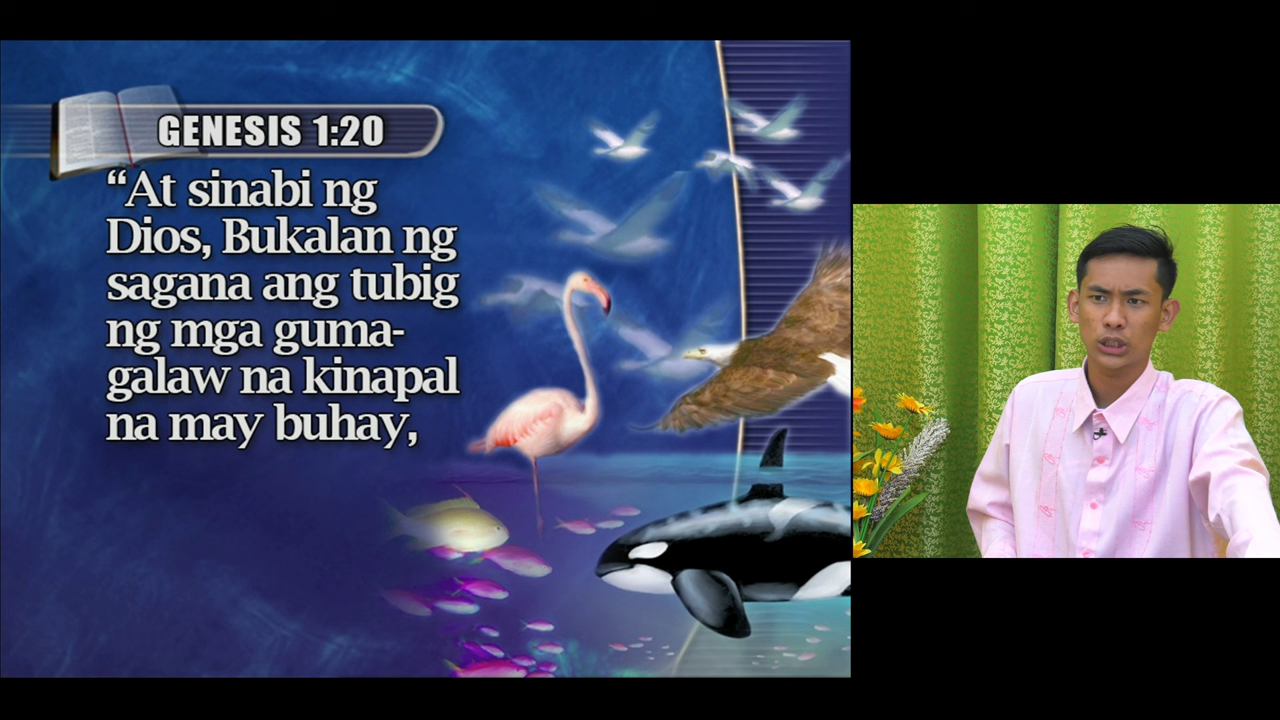 GENESIS 1:20
“At sinabi ng
Dios, Bukalan ng
sagana ang tubig
ng mga guma-
galaw na kinapal
na may buhay,